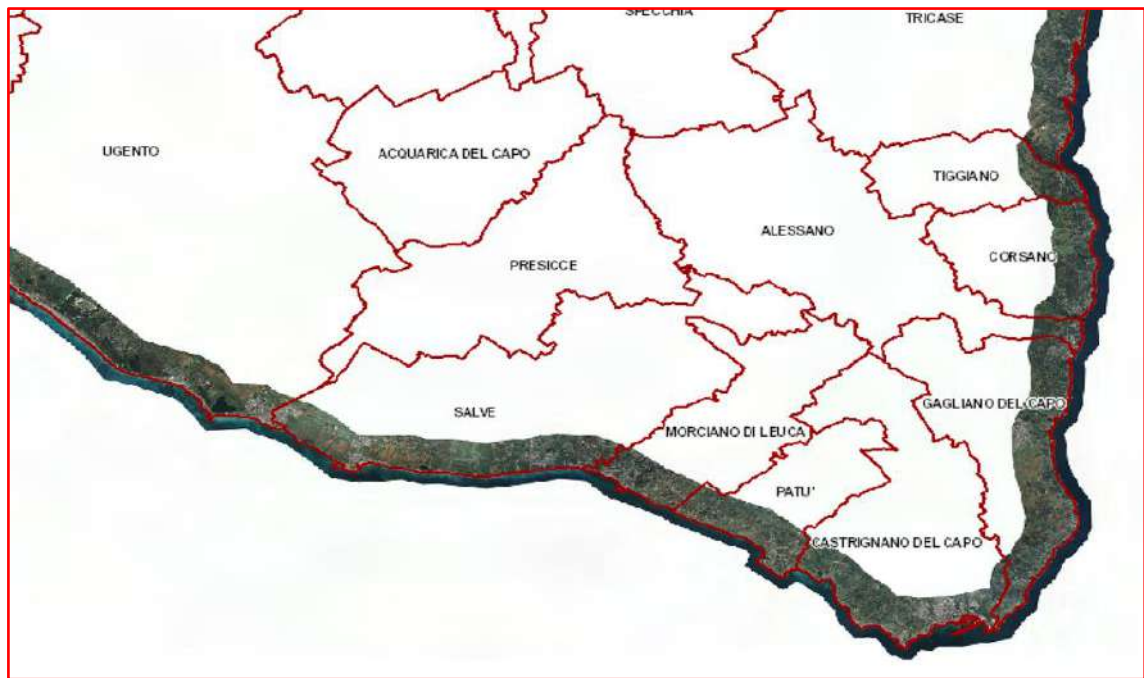 SPECCHIA
TRICASE
UGENTO
ACQUARICA DEL CAPO
TIGGIANO
ALESSANO
CORSANO
PRESICCE
GAGLIANO DEL CAPO
SALVE
MORCIANO DI LEUCA
PATU'
CASTRIGNANO DEL CAPO